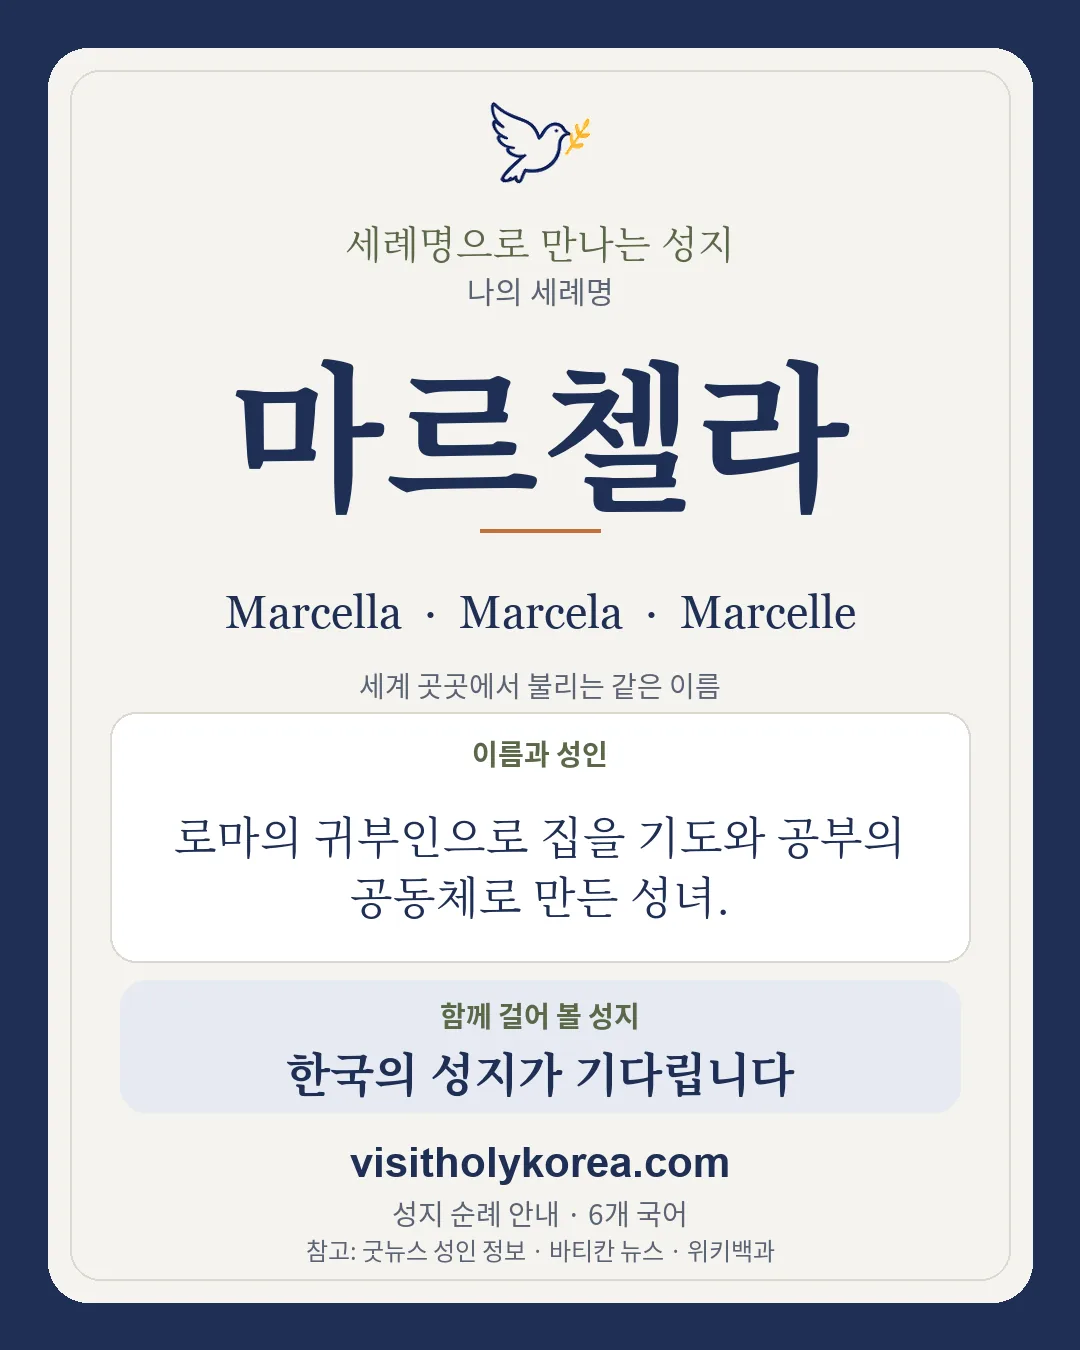 세례명으로 만나는 성지
나의 세례명
마르첼라
Marcella · Marcela · Marcelle
세계 곳곳에서 불리는 같은 이름
이름과 성인
로마의 귀부인으로 집을 기도와 공부의
공동체로 만든 성녀.
함께 걸어 볼 성지
한국의 성지가 기다립니다
visitholykorea.com
성지 순례 안내 · 6개 국어
참고: 굿뉴스 성인 정보 · 바티칸 뉴스 · 위키백과